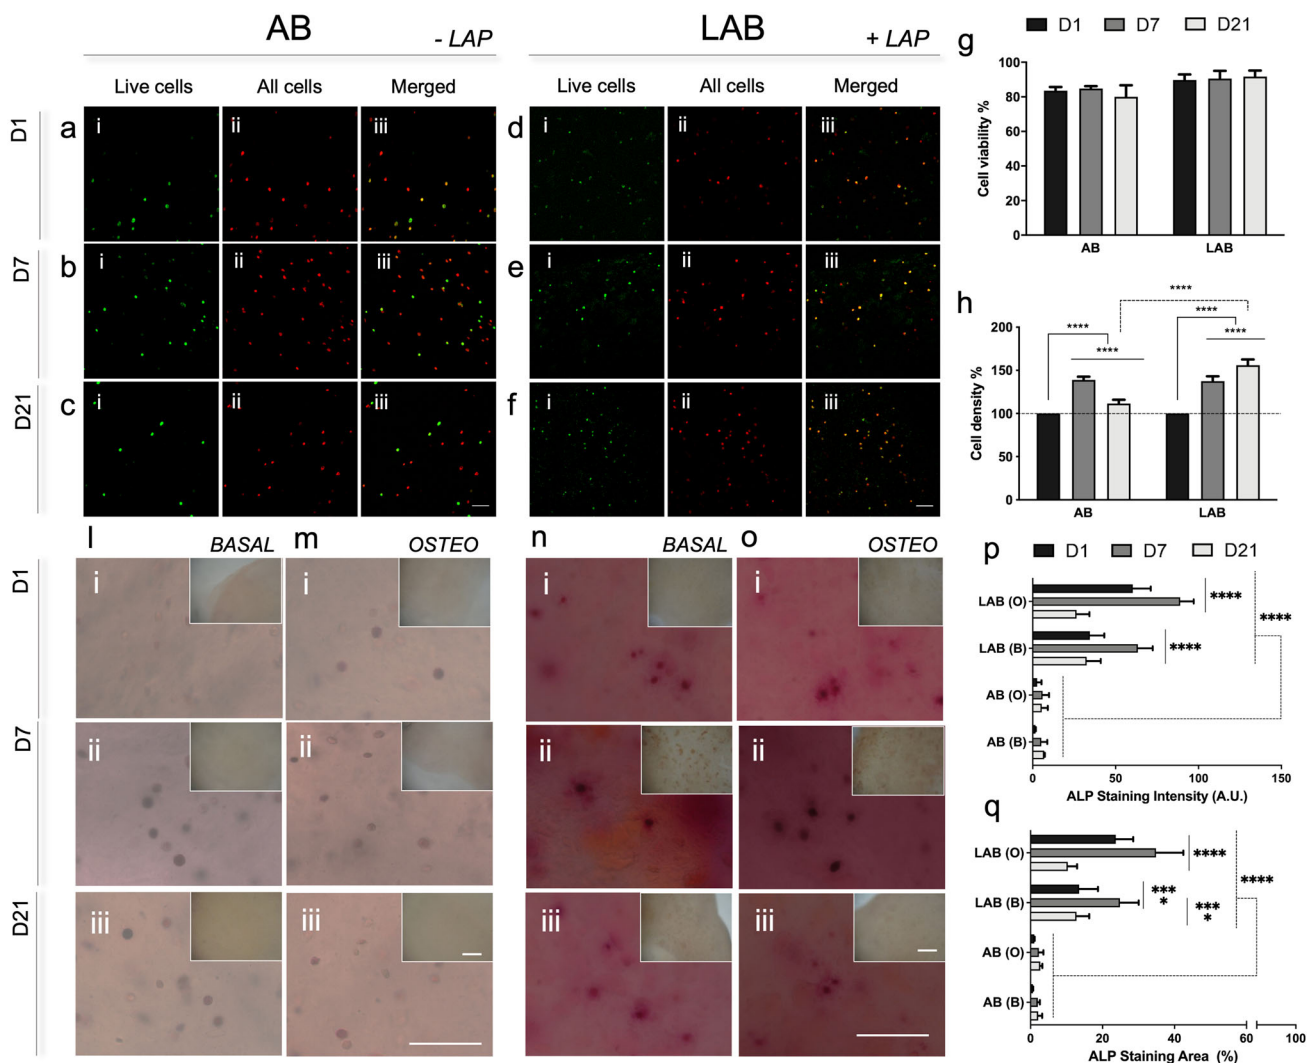 AB
- LAP
LAB
+ LAP
Live cells
All cells
Merged
Live cells
All cells
Merged
D1
a
i
ii
iii
d
i
ii
iii
D7
b
i
ii
iii
e
i
ii
iii
D21
c
i
ii
iii
f
i
ii
iii
g
D1
D7
D21
Cell viability %
100
80
60
40
20
0
AB
LAB
h
Cell density %
200
150
100
50
0
****
****
****
****
****
AB
LAB
l
BASAL
m
OSTEO
n
BASAL
o
OSTEO
D1
i
i
i
i
D7
ii
ii
ii
ii
D21
iii
iii
iii
iii
p
D1
D7
D21
LAB (O)
LAB (B)
AB (O)
AB (B)
****
****
****
0
50
100
150
ALP Staining Intensity (A.U.)
q
LAB (O)
LAB (B)
AB (O)
AB (B)
****
***
*
***
*
****
0
20
40
60
100
ALP Staining Area (%)